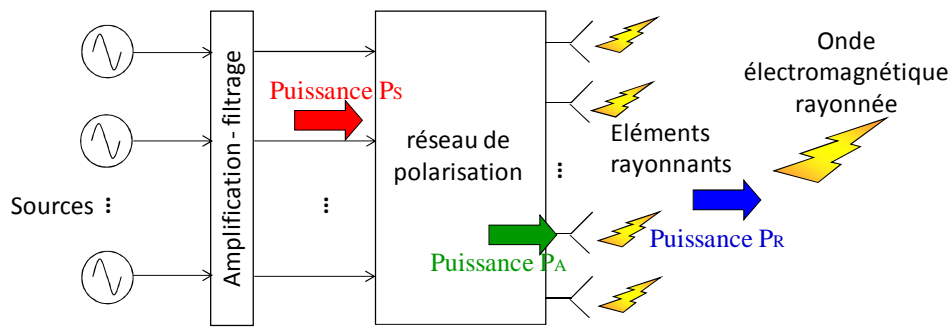 Sources
Amplification - filtrage
Puissance PS
réseau de
polarisation
Puissance PA
Eléments
rayonnants
Puissance PR
Onde
électromagnétique
rayonnée